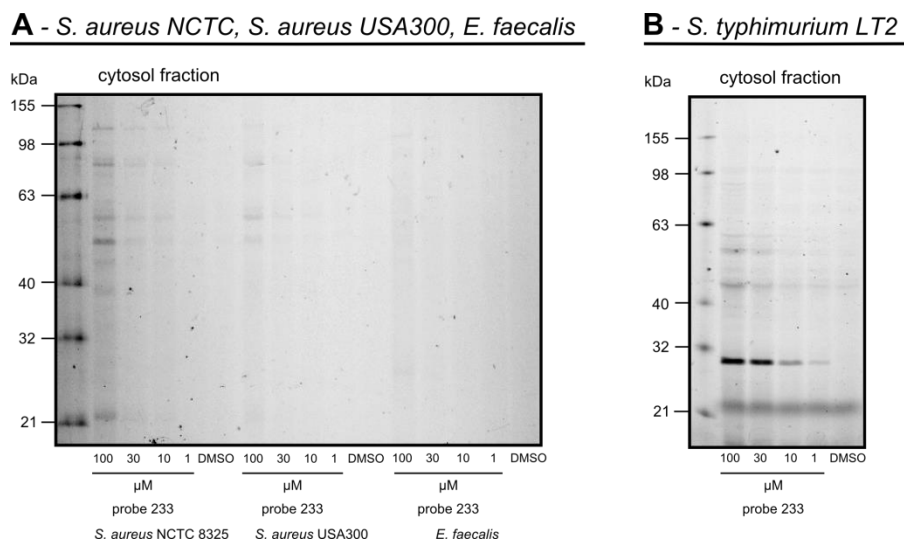 A - S. aureus NCTC, S. aureus USA300, E. faecalis
kDa cytosol fraction
155
98
63
40
32
21
100 30 10 1 DMSO 100 30 10 1 DMSO 100 30 10 1 DMSO
µM µM µM
probe 233 probe 233 probe 233
S. aureus NCTC 8325 S. aureus USA300 E. faecalis
B - S. typhimurium LT2
cytosol fraction
kDa
155
98
63
40
32
21
100 30 10 1 DMSO
µM
probe 233